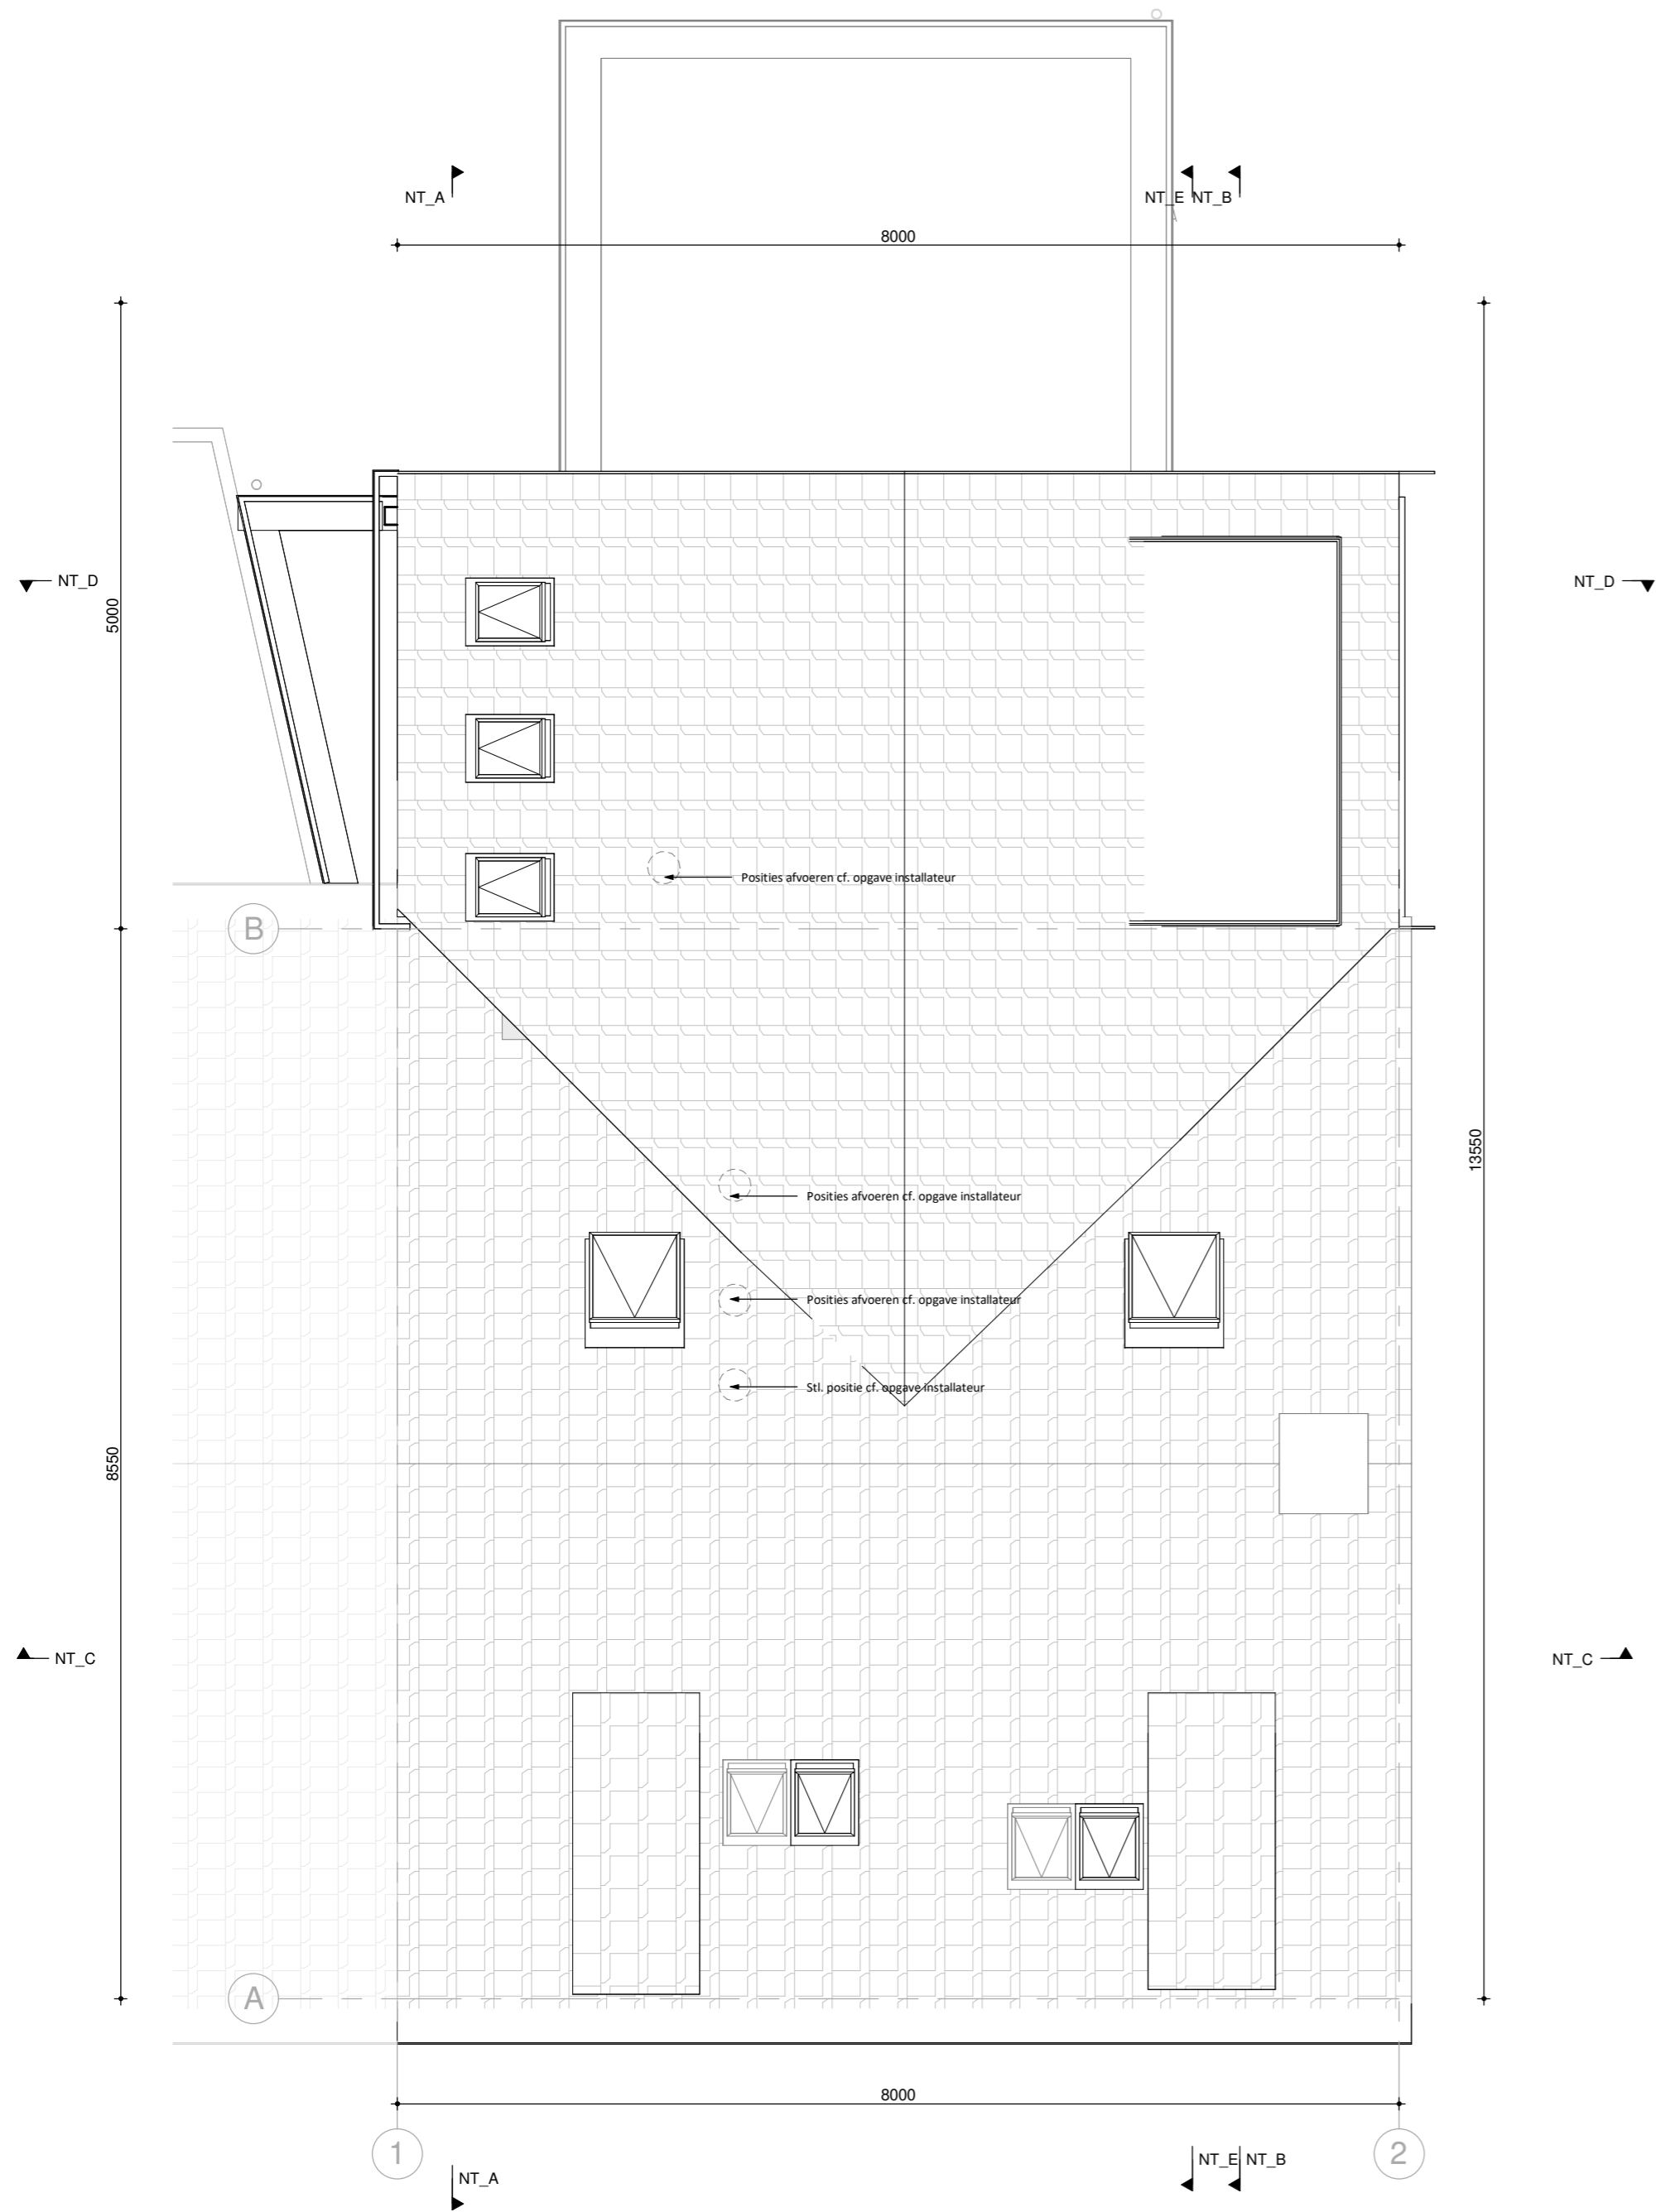 NT_A
NT_E NT_B
8000
NT_D
NT_D
5000
Posities afvoeren cf. opgave installateur
B
13550
Posities afvoeren cf. opgave installateur
Posities afvoeren cf. opgave installateur
Stl. positie cf. opgave installateur
8550
NT_C
NT_C
A
8000
1
2
NT_A
NT_E NT_B